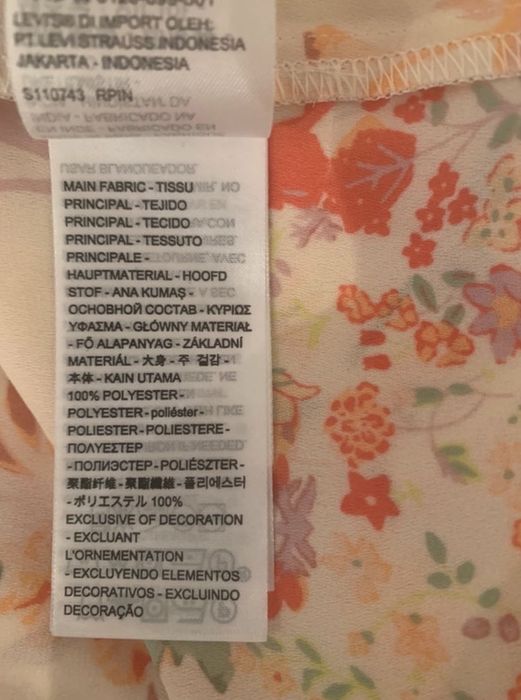 LEVI'S® DI IMPORT OLEH:
PT. LEVI STRAUSS INDONESIA
JAKARTA - INDONESIA
S110743 RPIN
MAIN FABRIC - TISSU
PRINCIPAL - TEJIDO
PRINCIPAL - TECIDO
PRINCIPAL - TESSUTO
PRINCIPALE -
HAUPTMATERIAL - HOOFD
STOF - ANA KUMAŞ -
ОСНОВНОЙ СОСТАВ - ΚΥΡΙΩΣ
ΥΦΑΣΜΑ - GŁÓWNY MATERIAŁ
- FŐ ALAPANYAG - ZÁKLADNÍ
MATERIÁL - 大身 - 주 겉감 -
本体 - KAIN UTAMA
100% POLYESTER -
POLYESTER - poliéster -
POLIESTER - POLIESTERE -
ΠΟΛΥΕΣΤΕΡ
- ПОЛИЭСТЕР - POLIÉSZTER -
聚酯纤维 - 聚酯纖維 - 폴리에스터
- ポリエステル 100%
EXCLUSIVE OF DECORATION
- EXCLUANT
L'ORNEMENTATION
- EXCLUYENDO ELEMENTOS
DECORATIVOS - EXCLUINDO
DECORAÇÃO